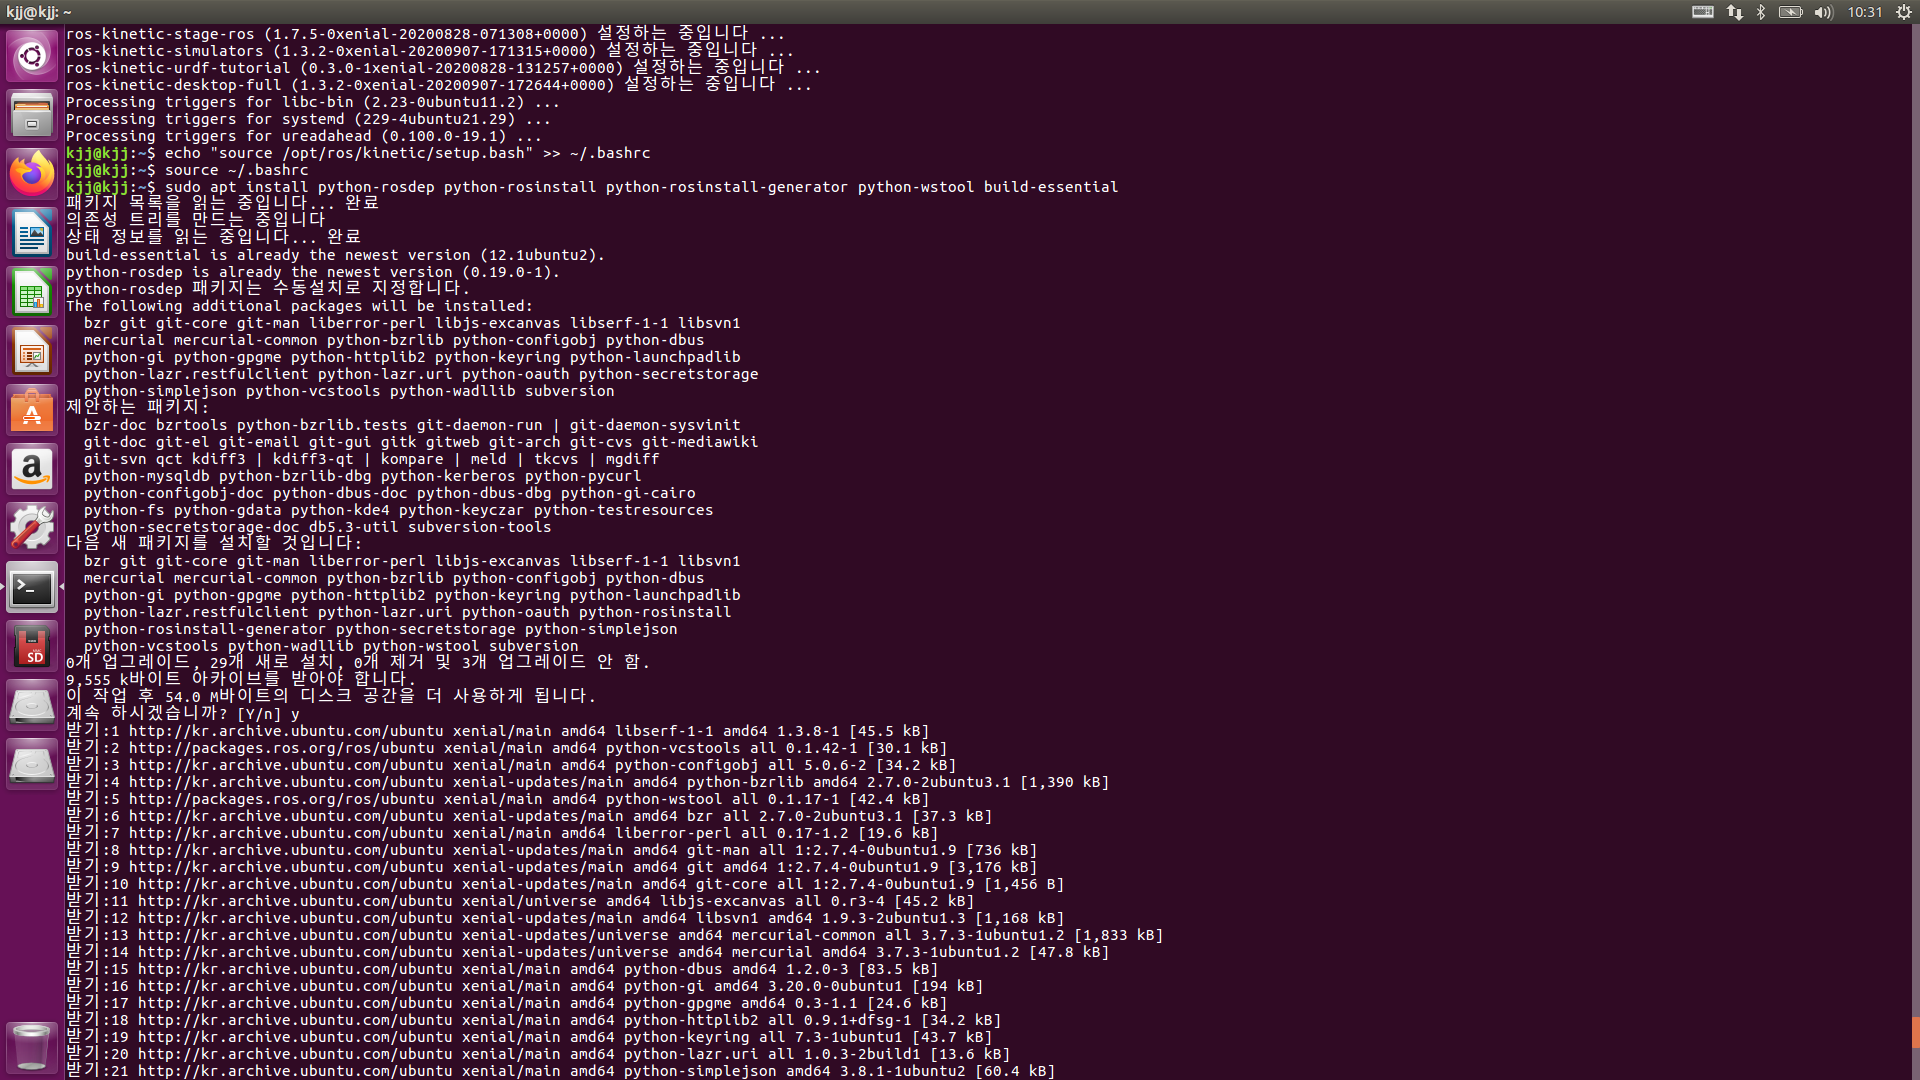 kjj@kjj: ~
10:31
ros-kinetic-stage-ros (1.7.5-0xenial-20200828-071308+0000) 설정하는 중입니다 ...
ros-kinetic-simulators (1.3.2-0xenial-20200907-171315+0000) 설정하는 중입니다 ...
ros-kinetic-urdf-tutorial (0.3.0-1xenial-20200828-131257+0000) 설정하는 중입니다 ...
ros-kinetic-desktop-full (1.3.2-0xenial-20200907-172644+0000) 설정하는 중입니다 ...
Processing triggers for libc-bin (2.23-0ubuntu11.2) ...
Processing triggers for systemd (229-4ubuntu21.29) ...
Processing triggers for ureadahead (0.100.0-19.1) ...
kjj@kjj:~$ echo "source /opt/ros/kinetic/setup.bash" >> ~/.bashrc
kjj@kjj:~$ source ~/.bashrc
kjj@kjj:~$ sudo apt install python-rosdep python-rosinstall python-rosinstall-generator python-wstool build-essential
패키지 목록을 읽는 중입니다... 완료
의존성 트리를 만드는 중입니다
상태 정보를 읽는 중입니다... 완료
build-essential is already the newest version (12.1ubuntu2).
python-rosdep is already the newest version (0.19.0-1).
python-rosdep 패키지는 수동설치로 지정합니다.
The following additional packages will be installed:
  bzr git git-core git-man liberror-perl libjs-excanvas libserf-1-1 libsvn1
  mercurial mercurial-common python-bzrlib python-configobj python-dbus
  python-gi python-gpgme python-httplib2 python-keyring python-launchpadlib
  python-lazr.restfulclient python-lazr.uri python-oauth python-secretstorage
  python-simplejson python-vcstools python-wadllib subversion
제안하는 패키지:
  bzr-doc bzrtools python-bzrlib.tests git-daemon-run | git-daemon-sysvinit
  git-doc git-el git-email git-gui gitk gitweb git-arch git-cvs git-mediawiki
  git-svn qct kdiff3 | kdiff3-qt | kompare | meld | tkcvs | mgdiff
  python-mysqldb python-bzrlib-dbg python-kerberos python-pycurl
  python-configobj-doc python-dbus-doc python-dbus-dbg python-gi-cairo
  python-fs python-gdata python-kde4 python-keyczar python-testresources
  python-secretstorage-doc db5.3-util subversion-tools
다음 새 패키지를 설치할 것입니다:
  bzr git git-core git-man liberror-perl libjs-excanvas libserf-1-1 libsvn1
  mercurial mercurial-common python-bzrlib python-configobj python-dbus
  python-gi python-gpgme python-httplib2 python-keyring python-launchpadlib
  python-lazr.restfulclient python-lazr.uri python-oauth python-rosinstall
  python-rosinstall-generator python-secretstorage python-simplejson
  python-vcstools python-wadllib python-wstool subversion
0개 업그레이드, 29개 새로 설치, 0개 제거 및 3개 업그레이드 안 함.
9,555 k바이트 아카이브를 받아야 합니다.
이 작업 후 54.0 M바이트의 디스크 공간을 더 사용하게 됩니다.
계속 하시겠습니까? [Y/n] y
받기:1 http://kr.archive.ubuntu.com/ubuntu xenial/main amd64 libserf-1-1 amd64 1.3.8-1 [45.5 kB]
받기:2 http://packages.ros.org/ros/ubuntu xenial/main amd64 python-vcstools all 0.1.42-1 [30.1 kB]
받기:3 http://kr.archive.ubuntu.com/ubuntu xenial/main amd64 python-configobj all 5.0.6-2 [34.2 kB]
받기:4 http://kr.archive.ubuntu.com/ubuntu xenial-updates/main amd64 python-bzrlib amd64 2.7.0-2ubuntu3.1 [1,390 kB]
받기:5 http://packages.ros.org/ros/ubuntu xenial/main amd64 python-wstool all 0.1.17-1 [42.4 kB]
받기:6 http://kr.archive.ubuntu.com/ubuntu xenial-updates/main amd64 bzr all 2.7.0-2ubuntu3.1 [37.3 kB]
받기:7 http://kr.archive.ubuntu.com/ubuntu xenial/main amd64 liberror-perl all 0.17-1.2 [19.6 kB]
받기:8 http://kr.archive.ubuntu.com/ubuntu xenial-updates/main amd64 git-man all 1:2.7.4-0ubuntu1.9 [736 kB]
받기:9 http://kr.archive.ubuntu.com/ubuntu xenial-updates/main amd64 git amd64 1:2.7.4-0ubuntu1.9 [3,176 kB]
받기:10 http://kr.archive.ubuntu.com/ubuntu xenial-updates/main amd64 git-core all 1:2.7.4-0ubuntu1.9 [1,456 B]
받기:11 http://kr.archive.ubuntu.com/ubuntu xenial/universe amd64 libjs-excanvas all 0.r3-4 [45.2 kB]
받기:12 http://kr.archive.ubuntu.com/ubuntu xenial-updates/main amd64 libsvn1 amd64 1.9.3-2ubuntu1.3 [1,168 kB]
받기:13 http://kr.archive.ubuntu.com/ubuntu xenial-updates/universe amd64 mercurial-common all 3.7.3-1ubuntu1.2 [1,833 kB]
받기:14 http://kr.archive.ubuntu.com/ubuntu xenial-updates/universe amd64 mercurial amd64 3.7.3-1ubuntu1.2 [47.8 kB]
받기:15 http://kr.archive.ubuntu.com/ubuntu xenial/main amd64 python-dbus amd64 1.2.0-3 [83.5 kB]
받기:16 http://kr.archive.ubuntu.com/ubuntu xenial/main amd64 python-gi amd64 3.20.0-0ubuntu1 [194 kB]
받기:17 http://kr.archive.ubuntu.com/ubuntu xenial/main amd64 python-gpgme amd64 0.3-1.1 [24.6 kB]
받기:18 http://kr.archive.ubuntu.com/ubuntu xenial/main amd64 python-httplib2 all 0.9.1+dfsg-1 [34.2 kB]
받기:19 http://kr.archive.ubuntu.com/ubuntu xenial/main amd64 python-keyring all 7.3-1ubuntu1 [43.7 kB]
받기:20 http://kr.archive.ubuntu.com/ubuntu xenial/main amd64 python-lazr.uri all 1.0.3-2build1 [13.6 kB]
받기:21 http://kr.archive.ubuntu.com/ubuntu xenial/main amd64 python-simplejson amd64 3.8.1-1ubuntu2 [60.4 kB]
a
SD